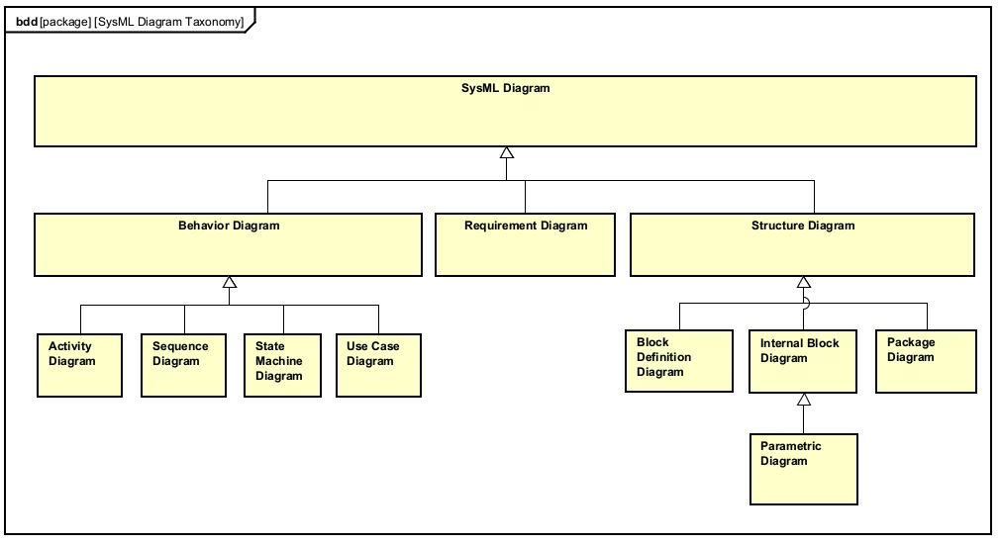 bdd [package] [SysML Diagram Taxonomy]
SysML Diagram
Behavior Diagram
Requirement Diagram
Structure Diagram
Activity
Diagram
Sequence
Diagram
State
Machine
Diagram
Use Case
Diagram
Block
Definition
Diagram
Internal Block
Diagram
Package
Diagram
Parametric
Diagram